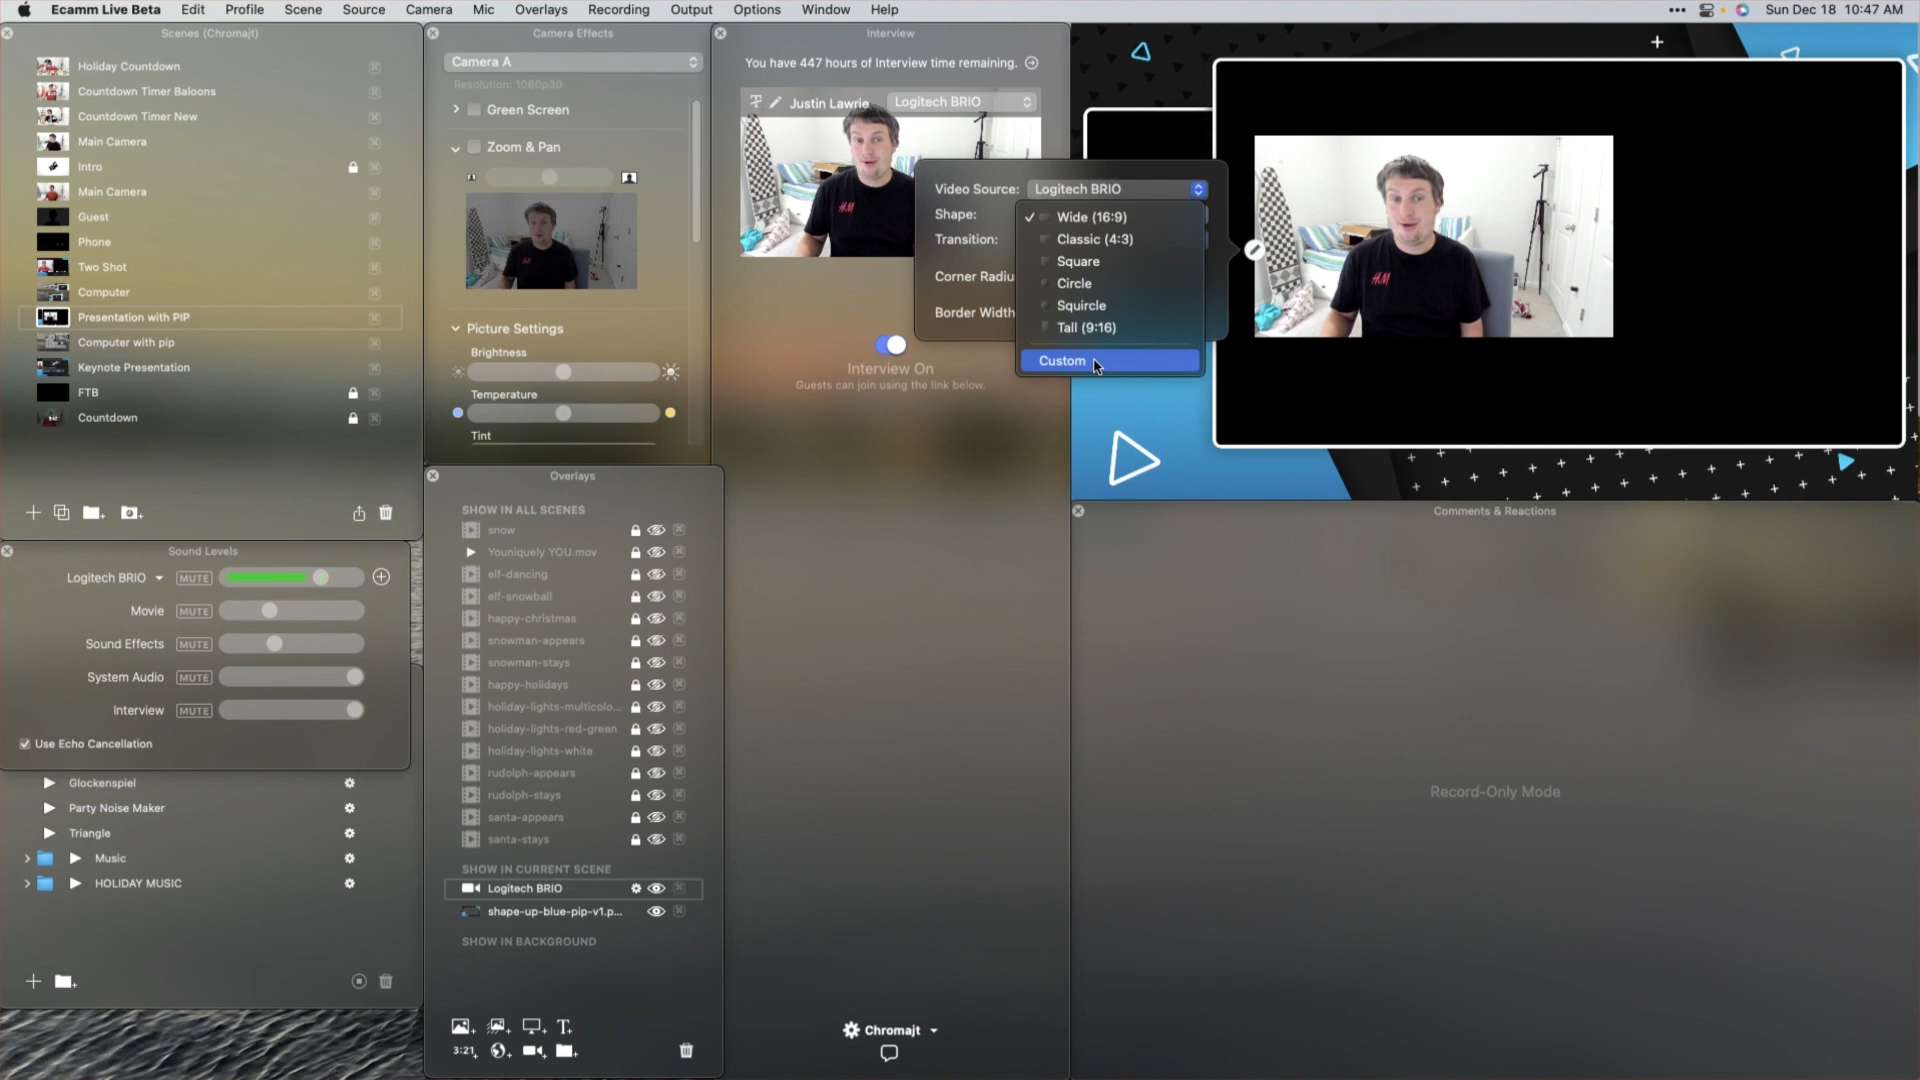 Ecamm Live Beta Edit Profile Scene Source Camera Mic Overlays Recording Output Options Window Help Sun Dec 18 10:47 AM
Scenes (Chromajt)
Holiday Countdown
Countdown Timer Baloons
Countdown Timer New
Main Camera
Intro
Main Camera
Guest
Phone
Two Shot
Computer
Presentation with PIP
Computer with pip
Keynote Presentation
FTB
Countdown
Sound Levels
Logitech BRIO MUTE
Movie MUTE
Sound Effects MUTE
System Audio MUTE
Interview MUTE
Use Echo Cancellation
Glockenspiel
Party Noise Maker
Triangle
Music
HOLIDAY MUSIC
Camera Effects
Camera A
Resolution: 1080p30
Green Screen
Zoom & Pan
Picture Settings
Brightness
Temperature
Tint
Overlays
SHOW IN ALL SCENES
snow
Youniquely YOU.mov
elf-dancing
elf-snowball
happy-christmas
snowman-appears
snowman-stays
happy-holidays
holiday-lights-multicolo...
holiday-lights-red-green
holiday-lights-white
rudolph-appears
rudolph-stays
santa-appears
santa-stays
SHOW IN CURRENT SCENE
Logitech BRIO
shape-up-blue-pip-v1.p...
SHOW IN BACKGROUND
3:21
Interview
You have 447 hours of Interview time remaining.
Justin Lawrie Logitech BRIO
H&M
Interview On
Guests can join using the link below.
Chromajt
Video Source: Logitech BRIO
Shape:
Transition:
Corner Radiu
Border Width
Wide (16:9)
Classic (4:3)
Square
Circle
Squircle
Tall (9:16)
Custom
H&M
Comments & Reactions
Record-Only Mode